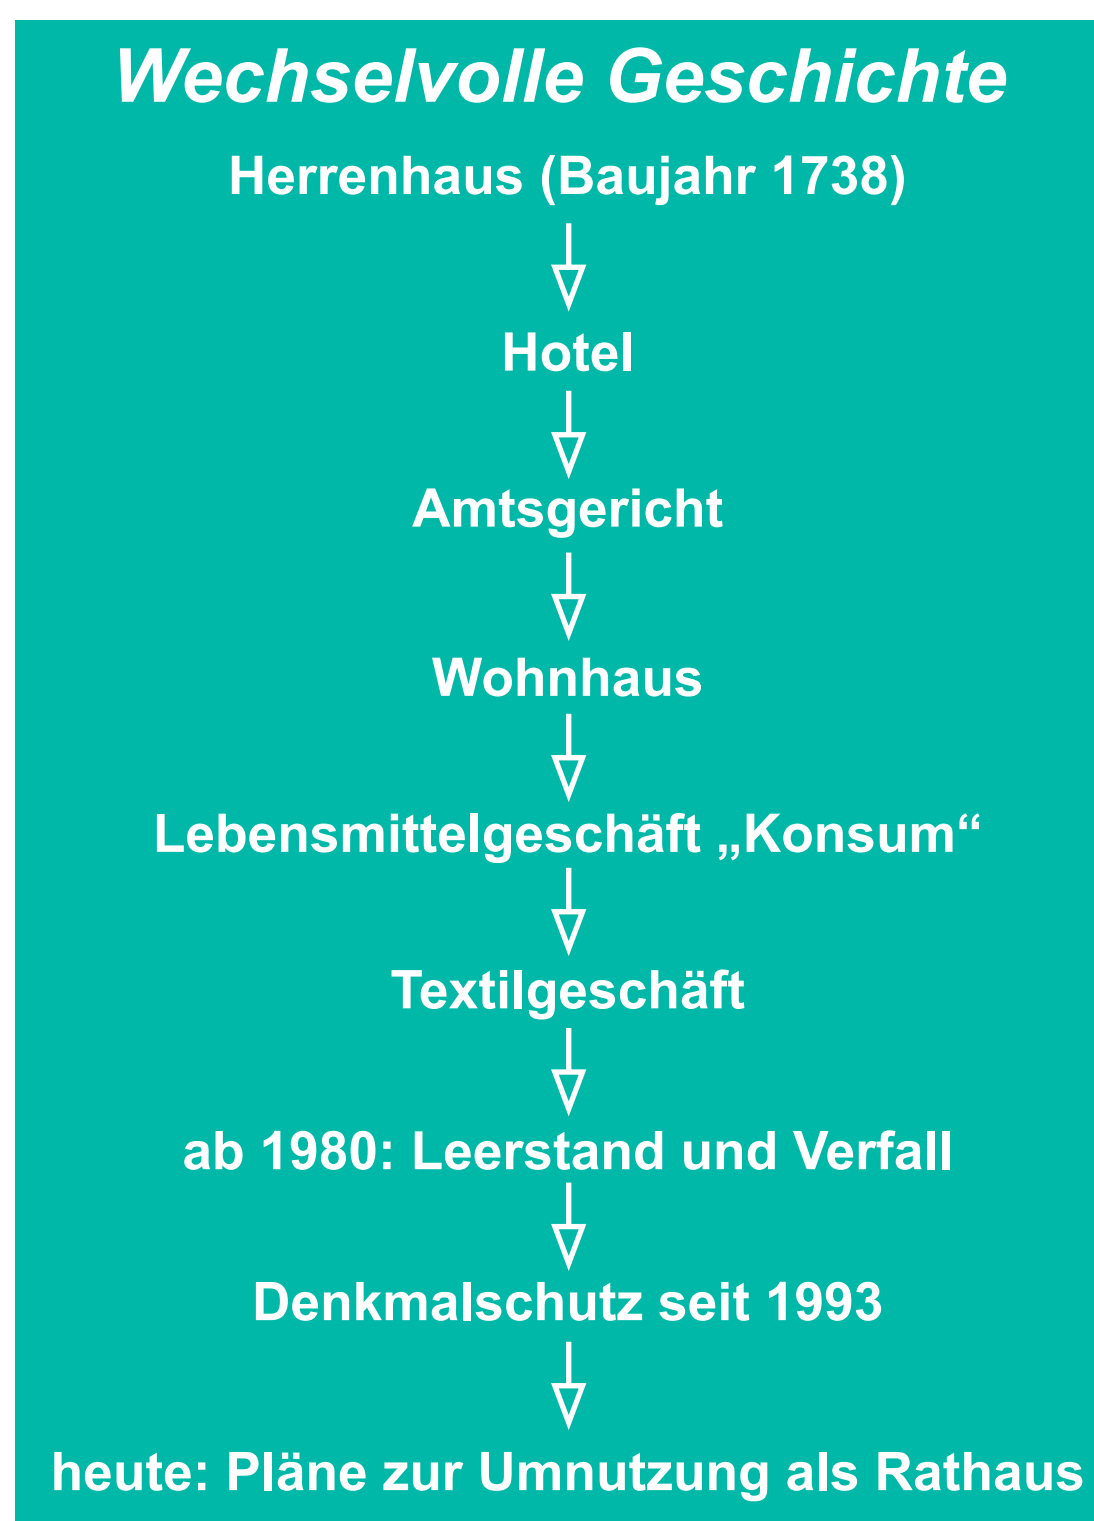 Wechselvolle Geschichte
Herrenhaus (Baujahr 1738)
Hotel
Amtsgericht
Wohnhaus
Lebensmittelgeschäft „Konsum“
Textilgeschäft
ab 1980: Leerstand und Verfall
Denkmalschutz seit 1993
heute: Pläne zur Umnutzung als Rathaus